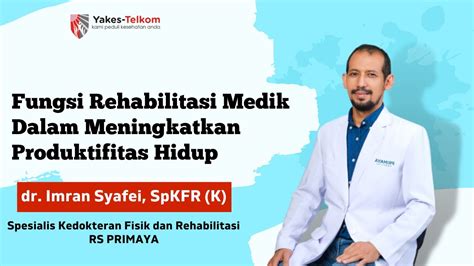 Yakes-Telkom
kami peduli kesehatan anda
Fungsi Rehabilitasi Medik
Dalam Meningkatkan
Produktifitas Hidup
dr. Imran Syafei, SpKFR (K)
Spesialis Kedokteran Fisik dan Rehabilitasi
RS PRIMAYA